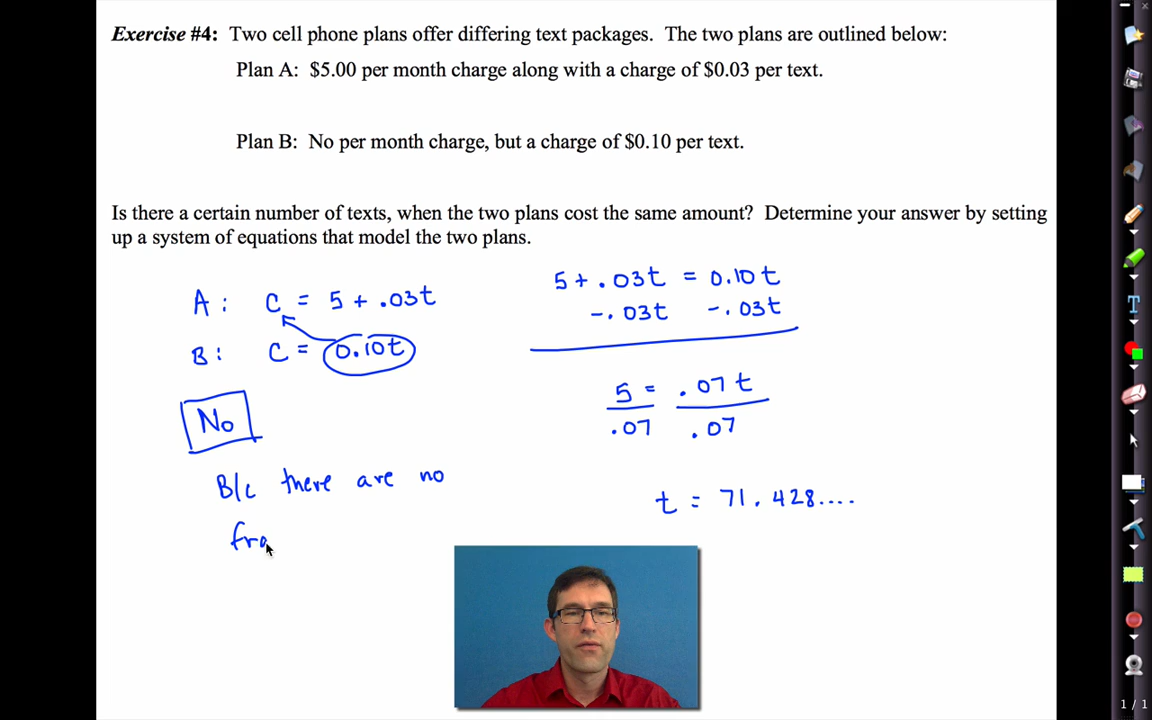 Exercise #4: Two cell phone plans offer differing text packages. The two plans are outlined below:
Plan A: $5.00 per month charge along with a charge of $0.03 per text.
Plan B: No per month charge, but a charge of $0.10 per text.
Is there a certain number of texts, when the two plans cost the same amount? Determine your answer by setting
up a system of equations that model the two plans.
A: C = 5 + .03t
B: C = 0.10t
No
B/c there are no
fra
5 + .03t = 0.10t
-.03t -.03t
5 = .07t
.07 .07
t = 71.428....
T
1 / 1